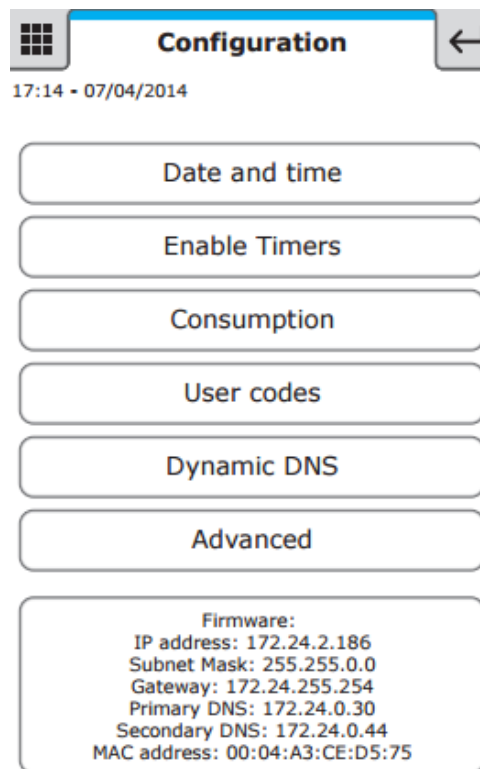 Configuration
17:14 - 07/04/2014
Date and time
Enable Timers
Consumption
User codes
Dynamic DNS
Advanced
Firmware:
IP address: 172.24.2.186
Subnet Mask: 255.255.0.0
Gateway: 172.24.255.254
Primary DNS: 172.24.0.30
Secondary DNS: 172.24.0.44
MAC address: 00:04:A3:CE:D5:75